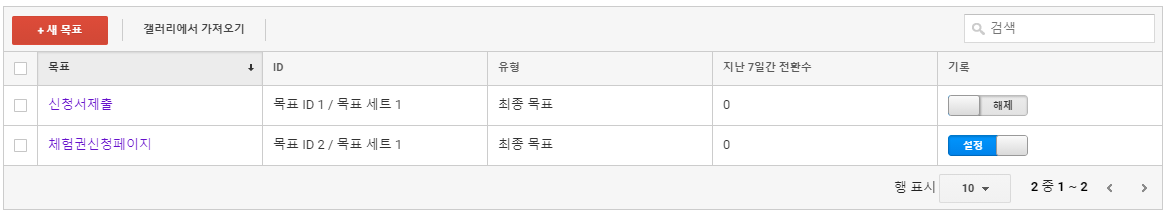 + 새 목표 갤러리에서 가져오기 검색
목표 ID 유형 지난 7일간 전환수 기록
신청서제출 목표 ID 1 / 목표 세트 1 최종 목표 0 해제
체험권신청페이지 목표 ID 2 / 목표 세트 1 최종 목표 0 설정
행 표시 10 2 중 1 ~ 2